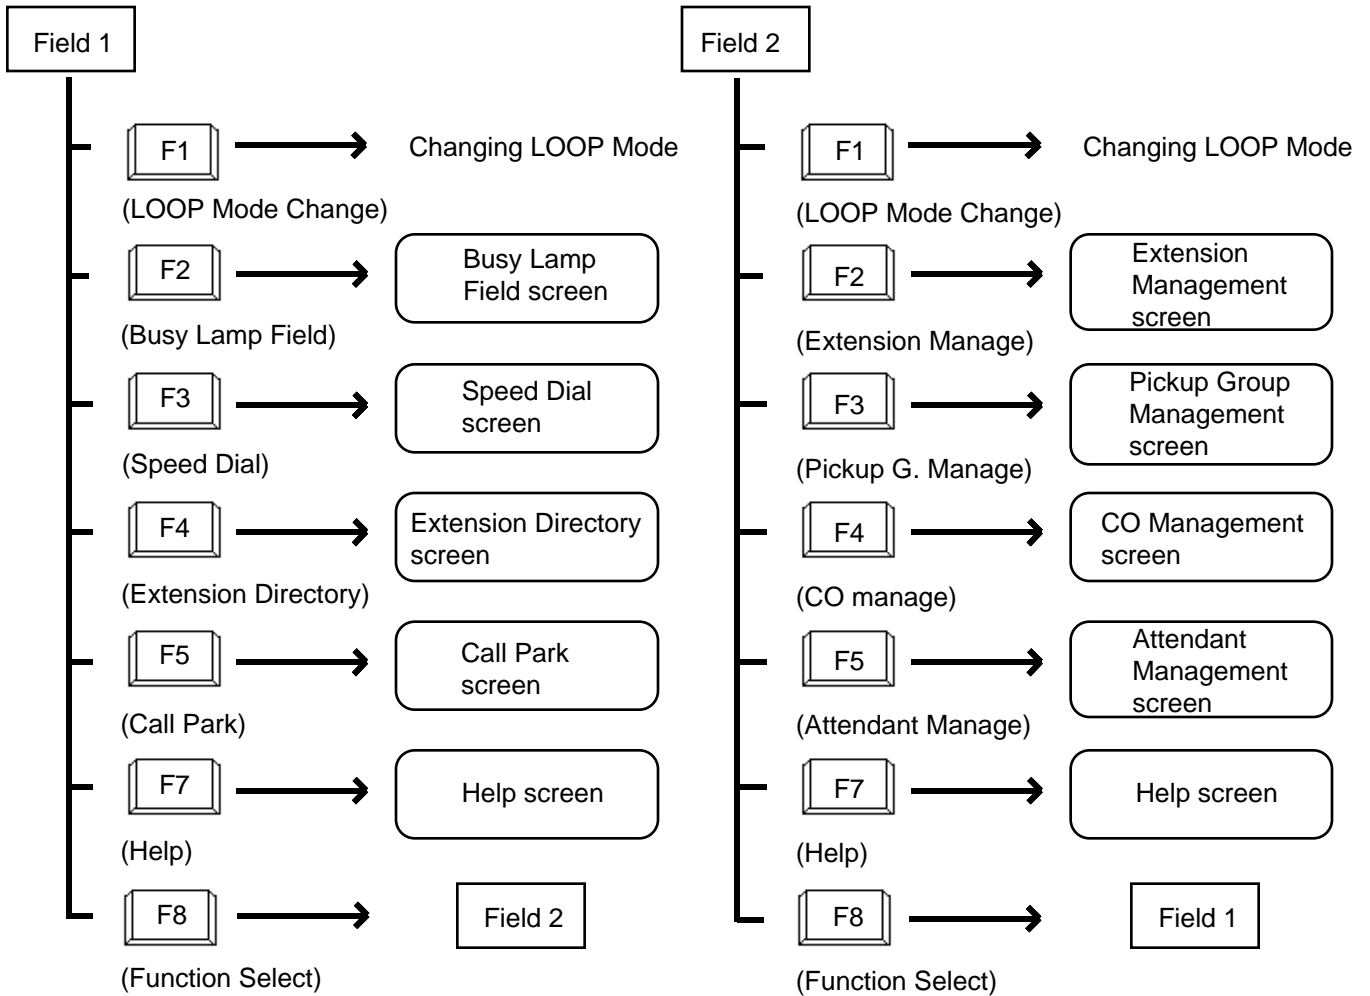 Field 1
F1
Changing LOOP Mode
(LOOP Mode Change)
F2
Busy Lamp
Field screen
(Busy Lamp Field)
F3
Speed Dial
screen
(Speed Dial)
F4
Extension Directory
screen
(Extension Directory)
F5
Call Park
screen
(Call Park)
F7
Help screen
(Help)
F8
Field 2
(Function Select)
Field 2
F1
Changing LOOP Mode
(LOOP Mode Change)
F2
Extension
Management
screen
(Extension Manage)
F3
Pickup Group
Management
screen
(Pickup G. Manage)
F4
CO Management
screen
(CO manage)
F5
Attendant
Management
screen
(Attendant Manage)
F7
Help screen
(Help)
F8
Field 1
(Function Select)